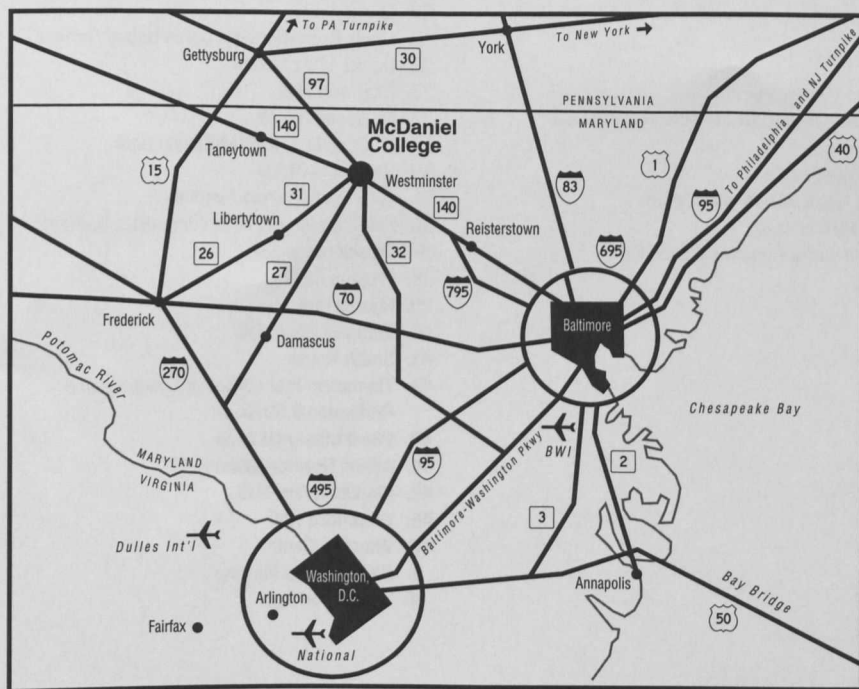 To PA Turnpike
Gettysburg
30
York
To New York
97
PENNSYLVANIA
MARYLAND
To Philadelphia and NJ Turnpike
40
140
McDaniel
College
Taneytown
15
1
95
Westminster
83
31
140
Libertytown
Reisterstown
26
32
695
27
70
795
Frederick
Baltimore
Damascus
Potomac River
270
Chesapeake Bay
BWI
95
2
MARYLAND
VIRGINIA
495
Baltimore-Washington Pkwy
3
Dulles Int'l
Washington,
D.C.
Annapolis
Arlington
Bay Bridge
Fairfax
50
National